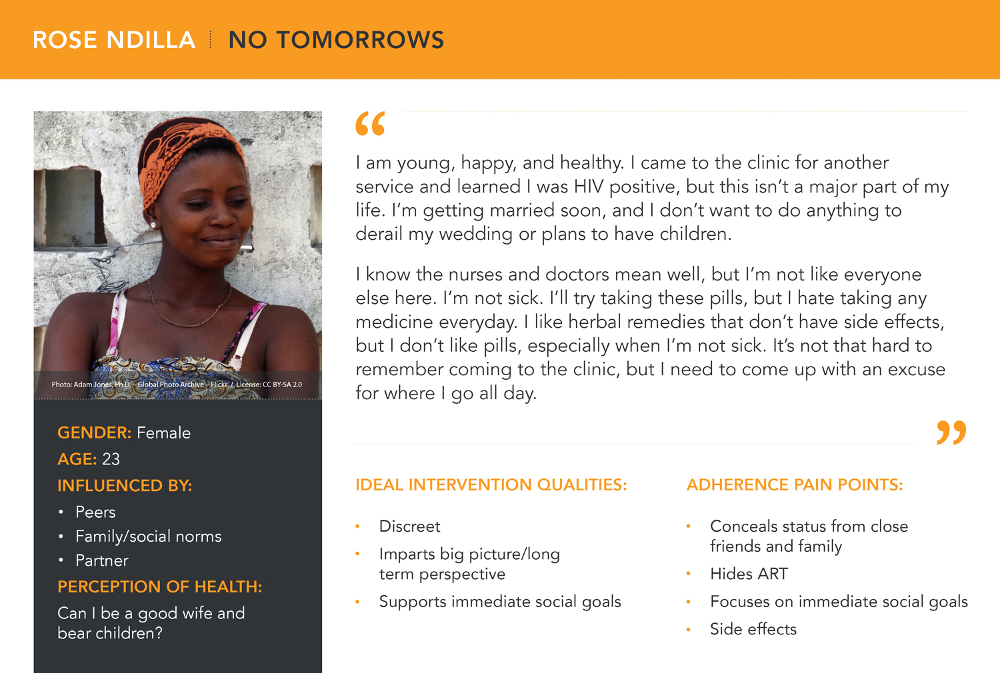 ROSE NDILLA NO TOMORROWS
“
I am young, happy, and healthy. I came to the clinic for another
service and learned I was HIV positive, but this isn’t a major part of my
life. I’m getting married soon, and I don’t want to do anything to
derail my wedding or plans to have children.
I know the nurses and doctors mean well, but I’m not like everyone
else here. I’m not sick. I’ll try taking these pills, but I hate taking any
medicine everyday. I like herbal remedies that don’t have side effects,
but I don’t like pills, especially when I’m not sick. It’s not that hard to
remember coming to the clinic, but I need to come up with an excuse
for where I go all day.
”
Photo: Adam Jones, Ph.D. – Global Photo Archive – Flickr / License: CC BY-SA 2.0
GENDER: Female
AGE: 23
INFLUENCED BY:
• Peers
• Family/social norms
• Partner
PERCEPTION OF HEALTH:
Can I be a good wife and
bear children?
IDEAL INTERVENTION QUALITIES:
• Discreet
• Imparts big picture/long
term perspective
• Supports immediate social goals
ADHERENCE PAIN POINTS:
• Conceals status from close
friends and family
• Hides ART
• Focuses on immediate social goals
• Side effects